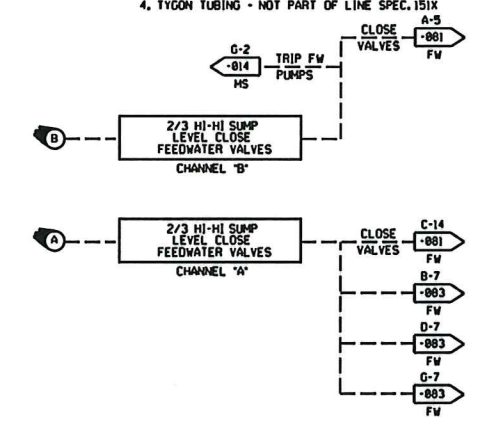 4. TYGON TUBING - NOT PART OF LINE SPEC.151X
A-5
CLOSE
-081
VALVES
FW
G-2
-014
TRIP FW
PUMPS
MS
B
2/3 HI-HI SUMP
LEVEL CLOSE
FEEDWATER VALVES
CHANNEL "B"
A
2/3 HI-HI SUMP
LEVEL CLOSE
FEEDWATER VALVES
CHANNEL "A"
C-14
CLOSE
-081
VALVES
FW
B-7
-083
FW
D-7
-083
FW
G-7
-083
FW